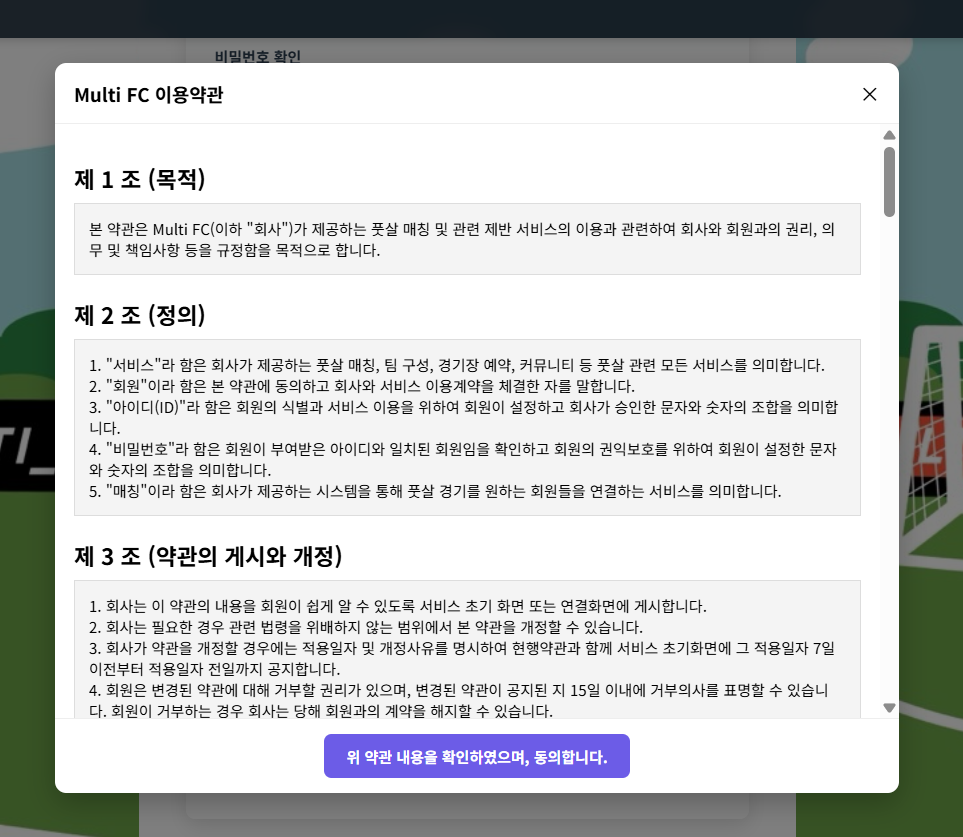 비밀번호 확인
Multi FC 이용약관
제 1 조 (목적)
본 약관은 Multi FC(이하 "회사")가 제공하는 풋살 매칭 및 관련 제반 서비스의 이용과 관련하여 회사와 회원과의 권리, 의
무 및 책임사항 등을 규정함을 목적으로 합니다.
제 2 조 (정의)
1. "서비스"라 함은 회사가 제공하는 풋살 매칭, 팀 구성, 경기장 예약, 커뮤니티 등 풋살 관련 모든 서비스를 의미합니다.
2. "회원"이라 함은 본 약관에 동의하고 회사와 서비스 이용계약을 체결한 자를 말합니다.
3. "아이디(ID)"라 함은 회원의 식별과 서비스 이용을 위하여 회원이 설정하고 회사가 승인한 문자와 숫자의 조합을 의미합
니다.
4. "비밀번호"라 함은 회원이 부여받은 아이디와 일치된 회원임을 확인하고 회원의 권익보호를 위하여 회원이 설정한 문자
와 숫자의 조합을 의미합니다.
5. "매칭"이라 함은 회사가 제공하는 시스템을 통해 풋살 경기를 원하는 회원들을 연결하는 서비스를 의미합니다.
제 3 조 (약관의 게시와 개정)
1. 회사는 이 약관의 내용을 회원이 쉽게 알 수 있도록 서비스 초기 화면 또는 연결화면에 게시합니다.
2. 회사는 필요한 경우 관련 법령을 위배하지 않는 범위에서 본 약관을 개정할 수 있습니다.
3. 회사가 약관을 개정할 경우에는 적용일자 및 개정사유를 명시하여 현행약관과 함께 서비스 초기화면에 그 적용일자 7일
이전부터 적용일자 전일까지 공지합니다.
4. 회원은 변경된 약관에 대해 거부할 권리가 있으며, 변경된 약관이 공지된 지 15일 이내에 거부의사를 표명할 수 있습니
다. 회원이 거부하는 경우 회사는 당해 회원과의 계약을 해지할 수 있습니다.
위 약관 내용을 확인하였으며, 동의합니다.